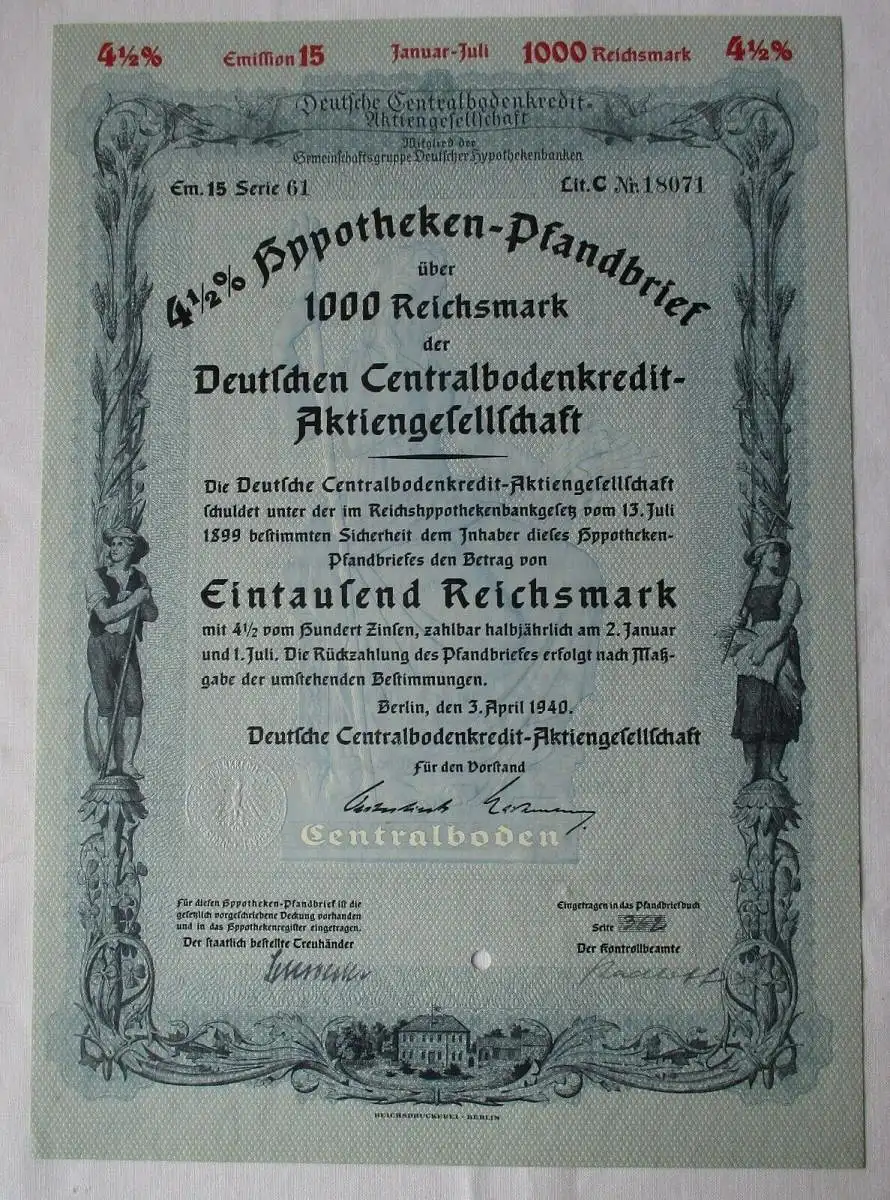 4½% Emission 15 Januar-Juli 1000 Reichsmark 4½%
Deutsche Centralbodenkredit-
Aktiengesellschaft
Mitglied der
Gemeinschaftsgruppe Deutscher Hypothekenbanken
Em. 15 Serie 61 Lit. C Nr. 18071
4½% Hypotheken-Pfandbrief
über
1000 Reichsmark
der
Deutschen Centralbodenkredit-
Aktiengesellschaft
Die Deutsche Centralbodenkredit-Aktiengesellschaft
schuldet unter der im Reichshypothekenbankgesetz vom 13. Juli
1899 bestimmten Sicherheit dem Inhaber dieses Hypotheken-
Pfandbriefes den Betrag von
Eintausend Reichsmark
mit 4½ vom Hundert Zinsen, zahlbar halbjährlich am 2. Januar
und 1. Juli. Die Rückzahlung des Pfandbriefes erfolgt nach Maß-
gabe der umstehenden Bestimmungen.
Berlin, den 3. April 1940.
Deutsche Centralbodenkredit-Aktiengesellschaft
Für den Vorstand
Centralboden
Für diesen Hypotheken-Pfandbrief ist die
gesetzlich vorgeschriebene Deckung vorhanden
und in das Hypothekenregister eingetragen.
Der staatlich bestellte Treuhänder
Eingetragen in das Pfandbriefbuch
Seite
Der Kontrollbeamte
REICHSDRUCKEREI · BERLIN